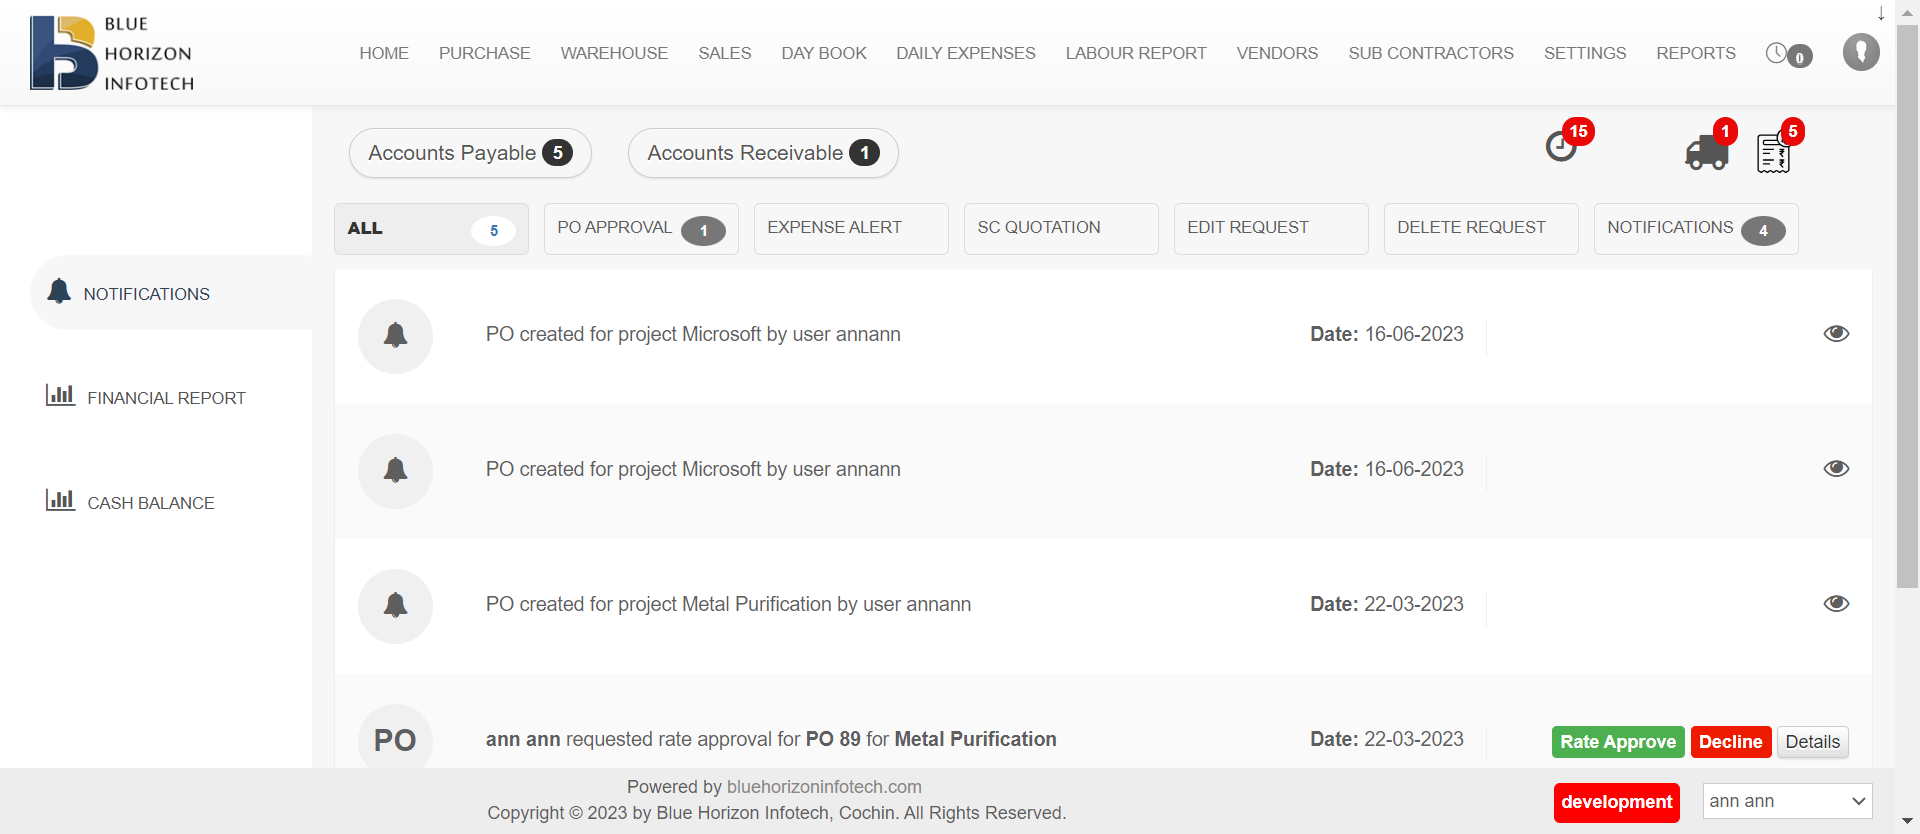 BLUE
HORIZON
INFOTECH
HOME PURCHASE WAREHOUSE SALES DAY BOOK DAILY EXPENSES LABOUR REPORT VENDORS SUB CONTRACTORS SETTINGS REPORTS 0
Accounts Payable 5 Accounts Receivable 1 15 1 5
ALL 5 PO APPROVAL 1 EXPENSE ALERT SC QUOTATION EDIT REQUEST DELETE REQUEST NOTIFICATIONS 4
NOTIFICATIONS
FINANCIAL REPORT
CASH BALANCE
PO created for project Microsoft by user annann Date: 16-06-2023
PO created for project Microsoft by user annann Date: 16-06-2023
PO created for project Metal Purification by user annann Date: 22-03-2023
PO ann ann requested rate approval for PO 89 for Metal Purification Date: 22-03-2023 Rate Approve Decline Details
Powered by bluehorizoninfotech.com
Copyright © 2023 by Blue Horizon Infotech, Cochin. All Rights Reserved.
development ann ann